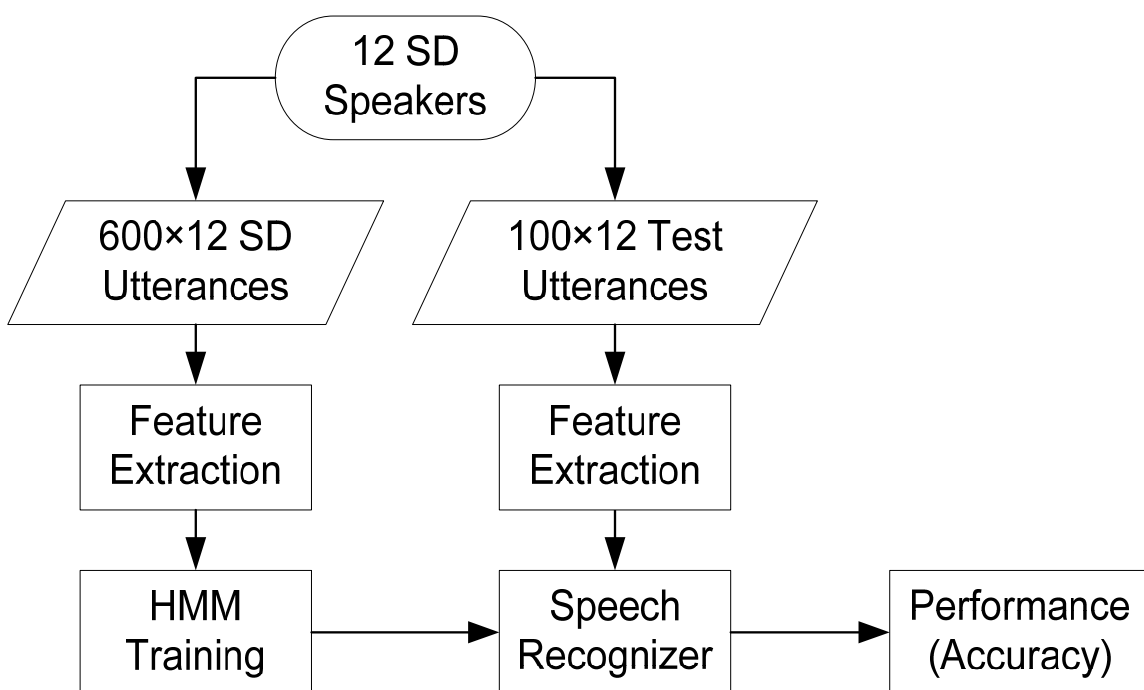 12 SD
Speakers
600×12 SD
Utterances
100×12 Test
Utterances
Feature
Extraction
Feature
Extraction
HMM
Training
Speech
Recognizer
Performance
(Accuracy)